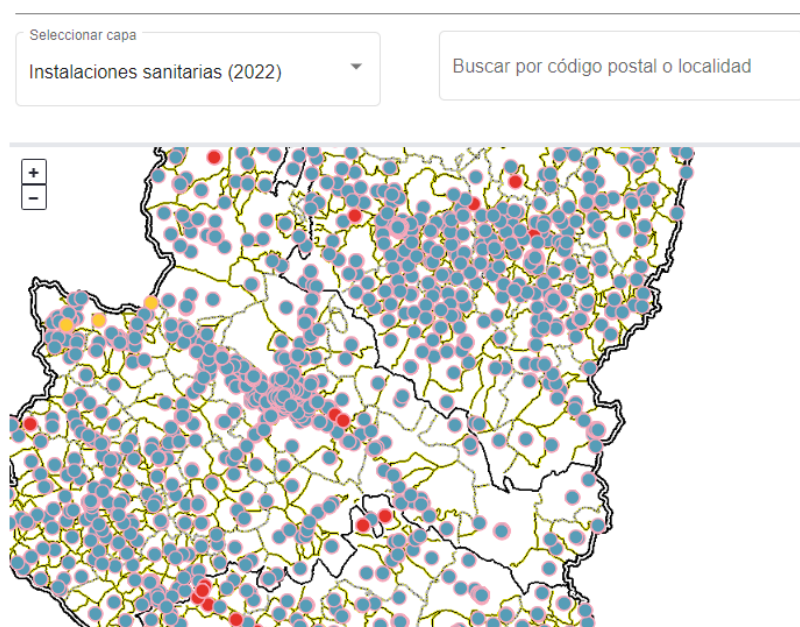 Seleccionar capa
Instalaciones sanitarias (2022)
Buscar por código postal o localidad
+
−